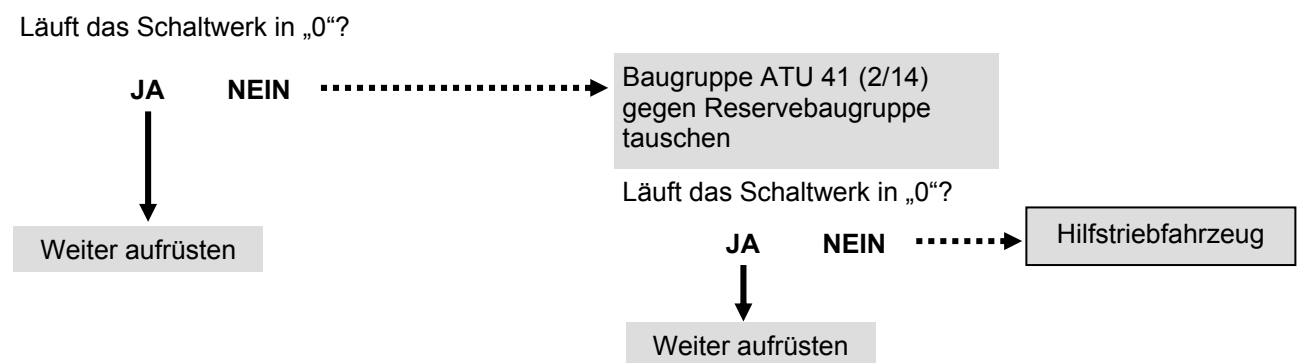 Läuft das Schaltwerk in „0“?
JA NEIN
Baugruppe ATU 41 (2/14)
gegen Reservebaugruppe
tauschen
Läuft das Schaltwerk in „0“?
Weiter aufrüsten
JA NEIN
Hilfstriebfahrzeug
Weiter aufrüsten